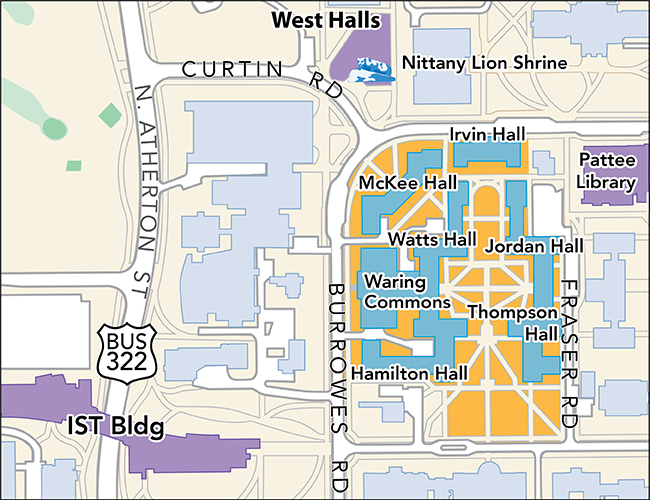 West Halls
Nittany Lion Shrine
CURTIN RD
N. ATHERTON ST
Irvin Hall
Pattee
Library
McKee Hall
Watts Hall
Jordan Hall
Waring
Commons
Thompson
Hall
BUS
322
Hamilton Hall
BURROWES RD
FRASER RD
IST Bldg